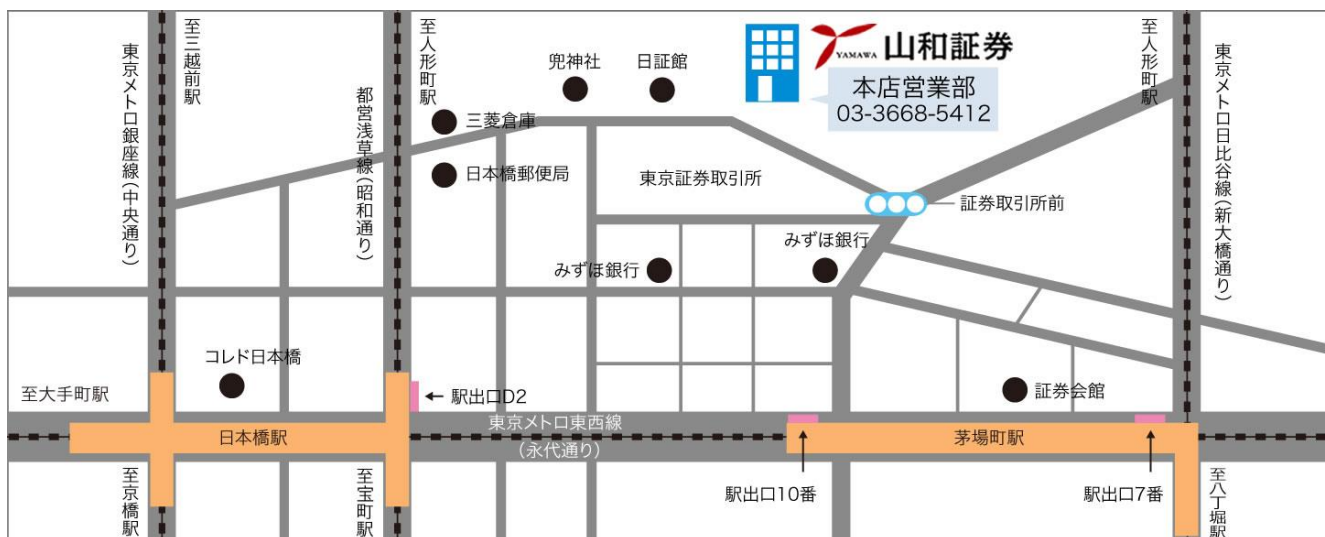 至三越前駅
東京メトロ銀座線(中央通り)
至人形町駅
都営浅草線(昭和通り)
兜神社
日証館
三菱倉庫
日本橋郵便局
YAMAWA 山和証券
本店営業部
03-3668-5412
至人形町駅
東京メトロ日比谷線(新大橋通り)
東京証券取引所
証券取引所前
みずほ銀行
みずほ銀行
コレド日本橋
至大手町駅
駅出口D2
証券会館
東京メトロ東西線
(永代通り)
日本橋駅
茅場町駅
至京橋駅
至宝町駅
駅出口10番
駅出口7番
至八丁堀駅